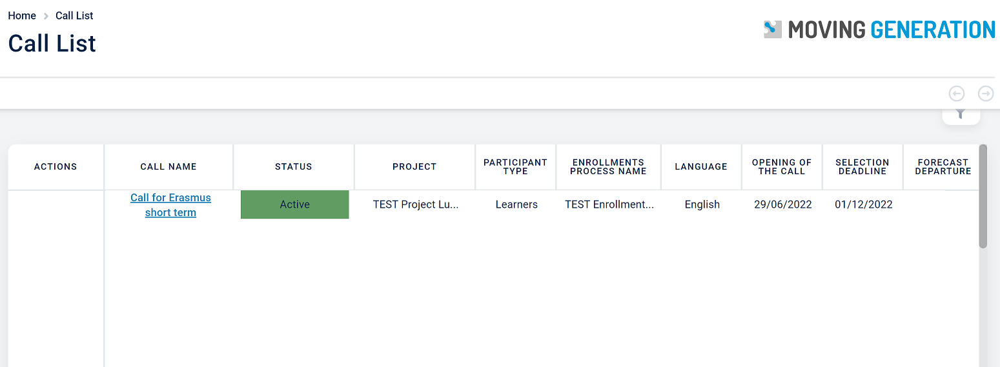 Home > Call List
Call List
MOVING GENERATION
ACTIONS
CALL NAME
STATUS
PROJECT
PARTICIPANT
TYPE
ENROLLMENTS
PROCESS NAME
LANGUAGE
OPENING OF
THE CALL
SELECTION
DEADLINE
FORECAST
DEPARTURE
Call for Erasmus
short term
Active
TEST Project Lu...
Learners
TEST Enrollment...
English
29/06/2022
01/12/2022